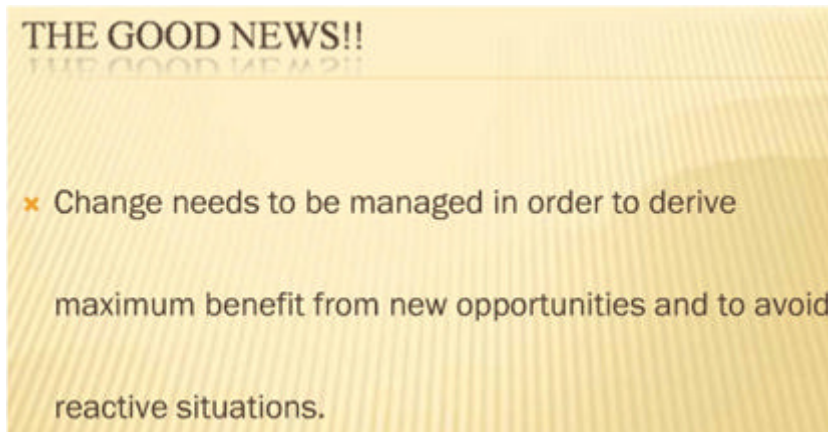 THE GOOD NEWS!!
Change needs to be managed in order to derive
maximum benefit from new opportunities and to avoid
reactive situations.